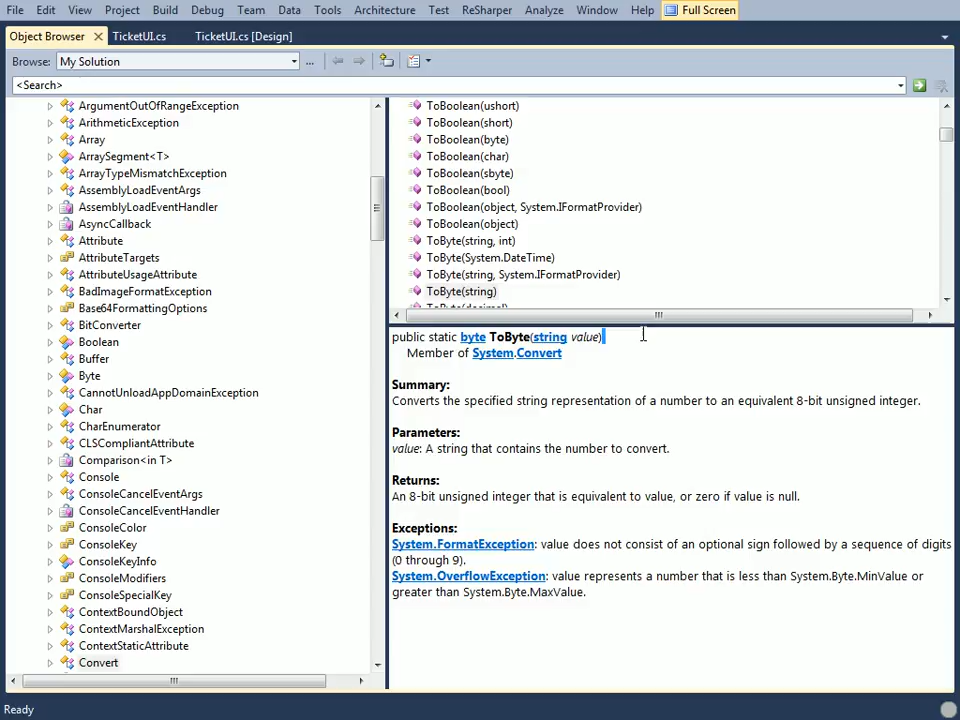 File Edit View Project Build Debug Team Data Tools Architecture Test ReSharper Analyze Window Help Full Screen
Object Browser TicketUI.cs TicketUI.cs [Design]
Browse: My Solution ...
<Search>
ArgumentOutOfRangeException
ArithmeticException
Array
ArraySegment<T>
ArrayTypeMismatchException
AssemblyLoadEventArgs
AssemblyLoadEventHandler
AsyncCallback
Attribute
AttributeTargets
AttributeUsageAttribute
BadImageFormatException
Base64FormattingOptions
BitConverter
Boolean
Buffer
Byte
CannotUnloadAppDomainException
Char
CharEnumerator
CLSCompliantAttribute
Comparison<in T>
Console
ConsoleCancelEventArgs
ConsoleCancelEventHandler
ConsoleColor
ConsoleKey
ConsoleKeyInfo
ConsoleModifiers
ConsoleSpecialKey
ContextBoundObject
ContextMarshalException
ContextStaticAttribute
Convert
ToBoolean(ushort)
ToBoolean(short)
ToBoolean(byte)
ToBoolean(char)
ToBoolean(sbyte)
ToBoolean(bool)
ToBoolean(object, System.IFormatProvider)
ToBoolean(object)
ToByte(string, int)
ToByte(System.DateTime)
ToByte(string, System.IFormatProvider)
ToByte(string)
ToByte(decimal)
public static byte ToByte(string value)
Member of System.Convert
Summary:
Converts the specified string representation of a number to an equivalent 8-bit unsigned integer.
Parameters:
value: A string that contains the number to convert.
Returns:
An 8-bit unsigned integer that is equivalent to value, or zero if value is null.
Exceptions:
System.FormatException: value does not consist of an optional sign followed by a sequence of digits
(0 through 9).
System.OverflowException: value represents a number that is less than System.Byte.MinValue or
greater than System.Byte.MaxValue.
Ready